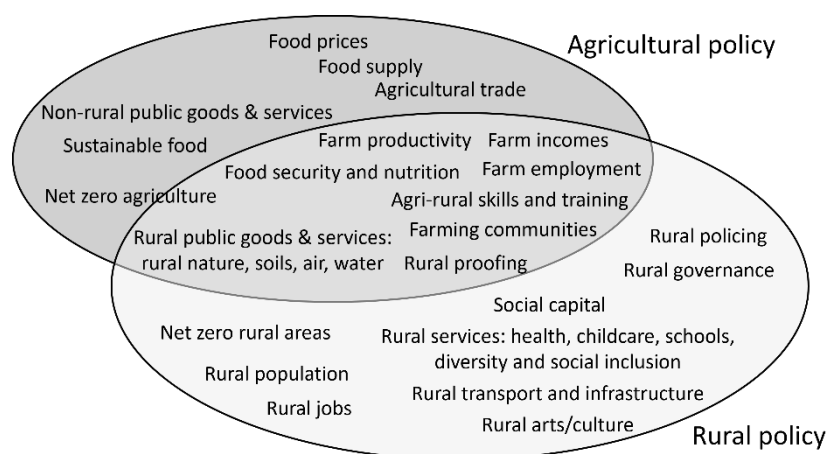 Food prices
Agricultural policy
Food supply
Agricultural trade
Non-rural public goods & services
Farm productivity
Farm incomes
Sustainable food
Food security and nutrition
Farm employment
Net zero agriculture
Agri-rural skills and training
Rural public goods & services:
rural nature, soils, air, water
Farming communities
Rural proofing
Rural policing
Rural governance
Social capital
Net zero rural areas
Rural services: health, childcare, schools,
diversity and social inclusion
Rural population
Rural transport and infrastructure
Rural jobs
Rural arts/culture
Rural policy